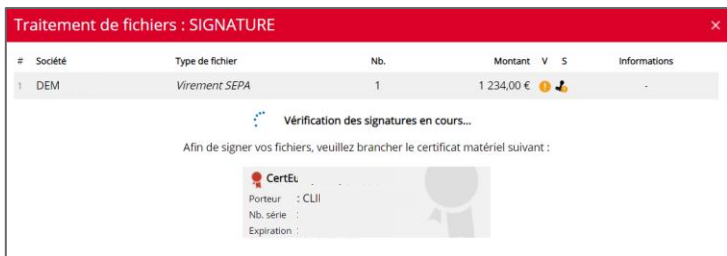 Traitement de fichiers : SIGNATURE ×
# Société Type de fichier Nb. Montant V S Informations
1 DEM Virement SEPA 1 1 234,00 € -
Vérification des signatures en cours...
Afin de signer vos fichiers, veuillez brancher le certificat matériel suivant :
Porteur :
Nb. série :
Expiration :